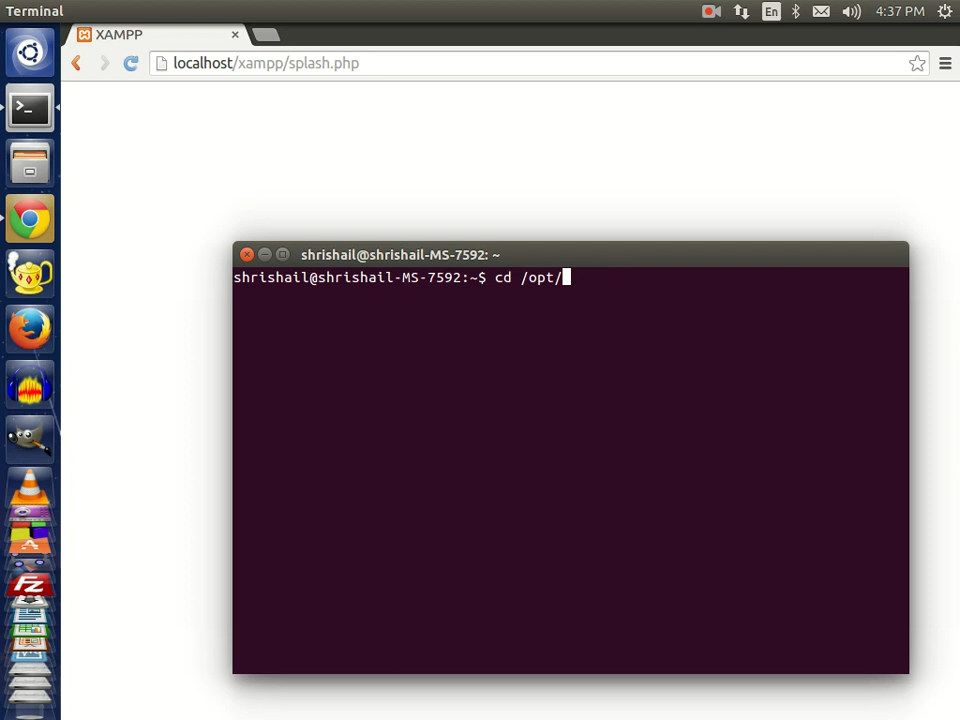 Terminal
En
4:37 PM
XAMPP
localhost/xampp/splash.php
shrishail@shrishail-MS-7592: ~
shrishail@shrishail-MS-7592:~$ cd /opt/
>_
FZ